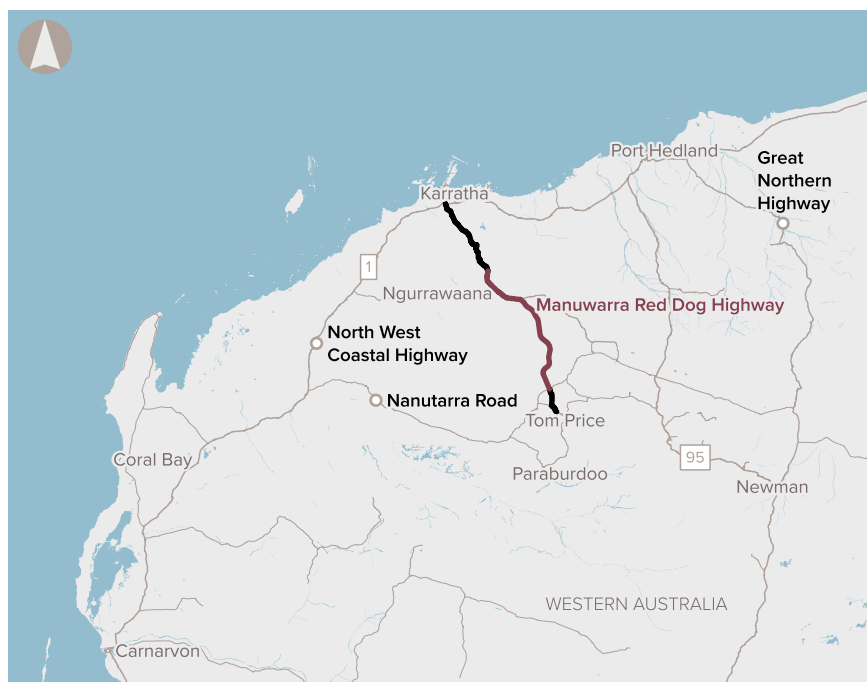 Port Hedland
Great
Northern
Highway
Karratha
1
Ngurrawaana
Manuwarra Red Dog Highway
North West
Coastal Highway
Nanutarra Road
Tom Price
Coral Bay
95
Paraburdoo
Newman
WESTERN AUSTRALIA
Carnarvon